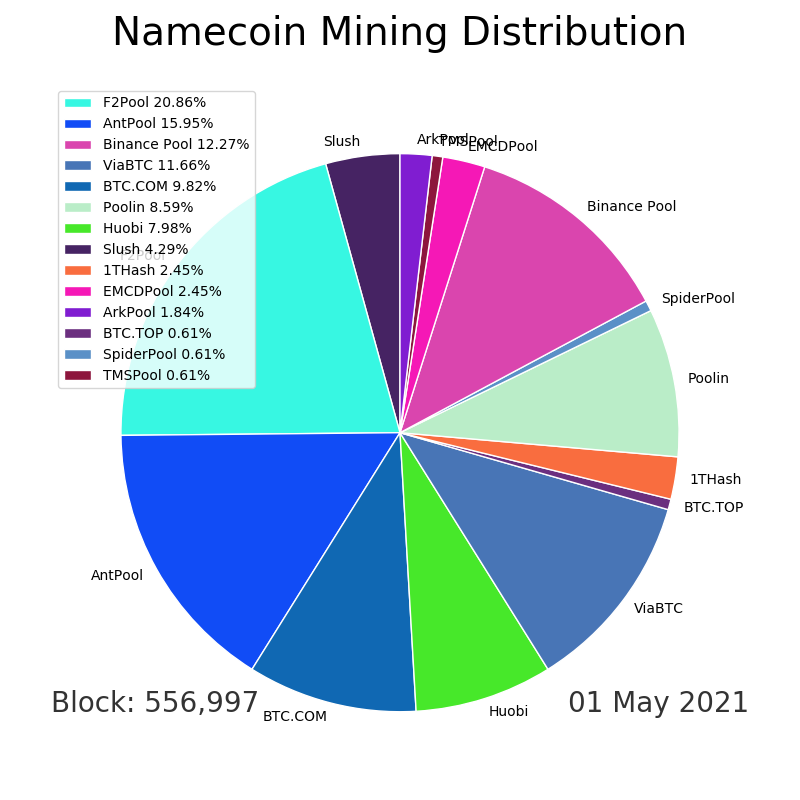 Namecoin Mining Distribution
F2Pool 20.86%
AntPool 15.95%
Binance Pool 12.27%
ViaBTC 11.66%
BTC.COM 9.82%
Poolin 8.59%
Huobi 7.98%
Slush 4.29%
1THash 2.45%
EMCDPool 2.45%
ArkPool 1.84%
BTC.TOP 0.61%
SpiderPool 0.61%
TMSPool 0.61%
Slush
ArkPool
TMSPool
EMCDPool
Binance Pool
F2Pool
SpiderPool
Poolin
1THash
BTC.TOP
AntPool
ViaBTC
Block: 556,997
01 May 2021
BTC.COM
Huobi